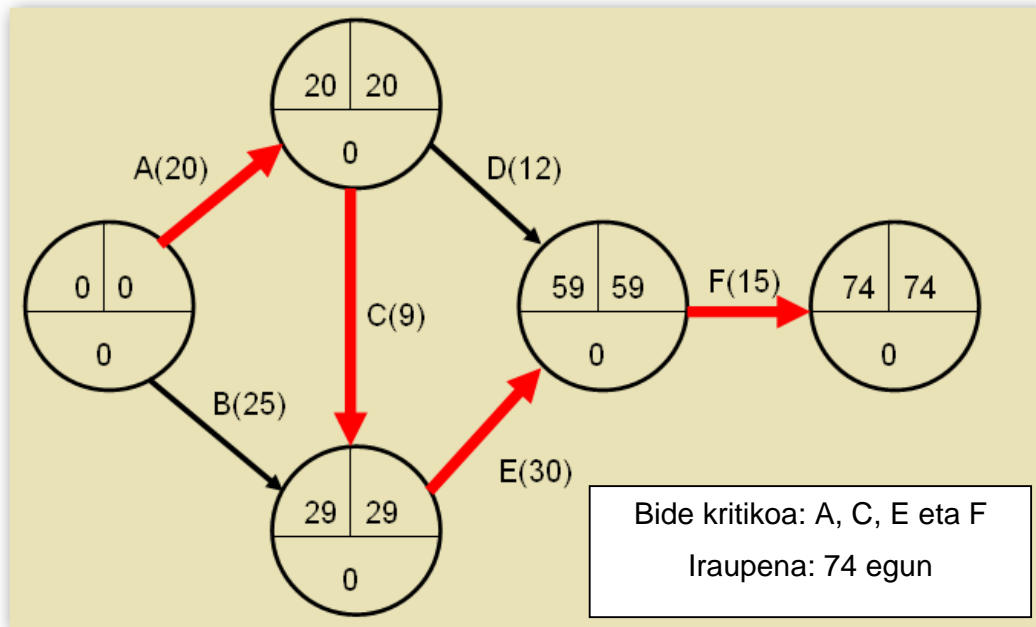 20 20
0
A(20)
D(12)
0 0
0
C(9)
59 59
0
F(15)
74 74
0
B(25)
29 29
0
E(30)
Bide kritikoa: A, C, E eta F
Iraupena: 74 egun